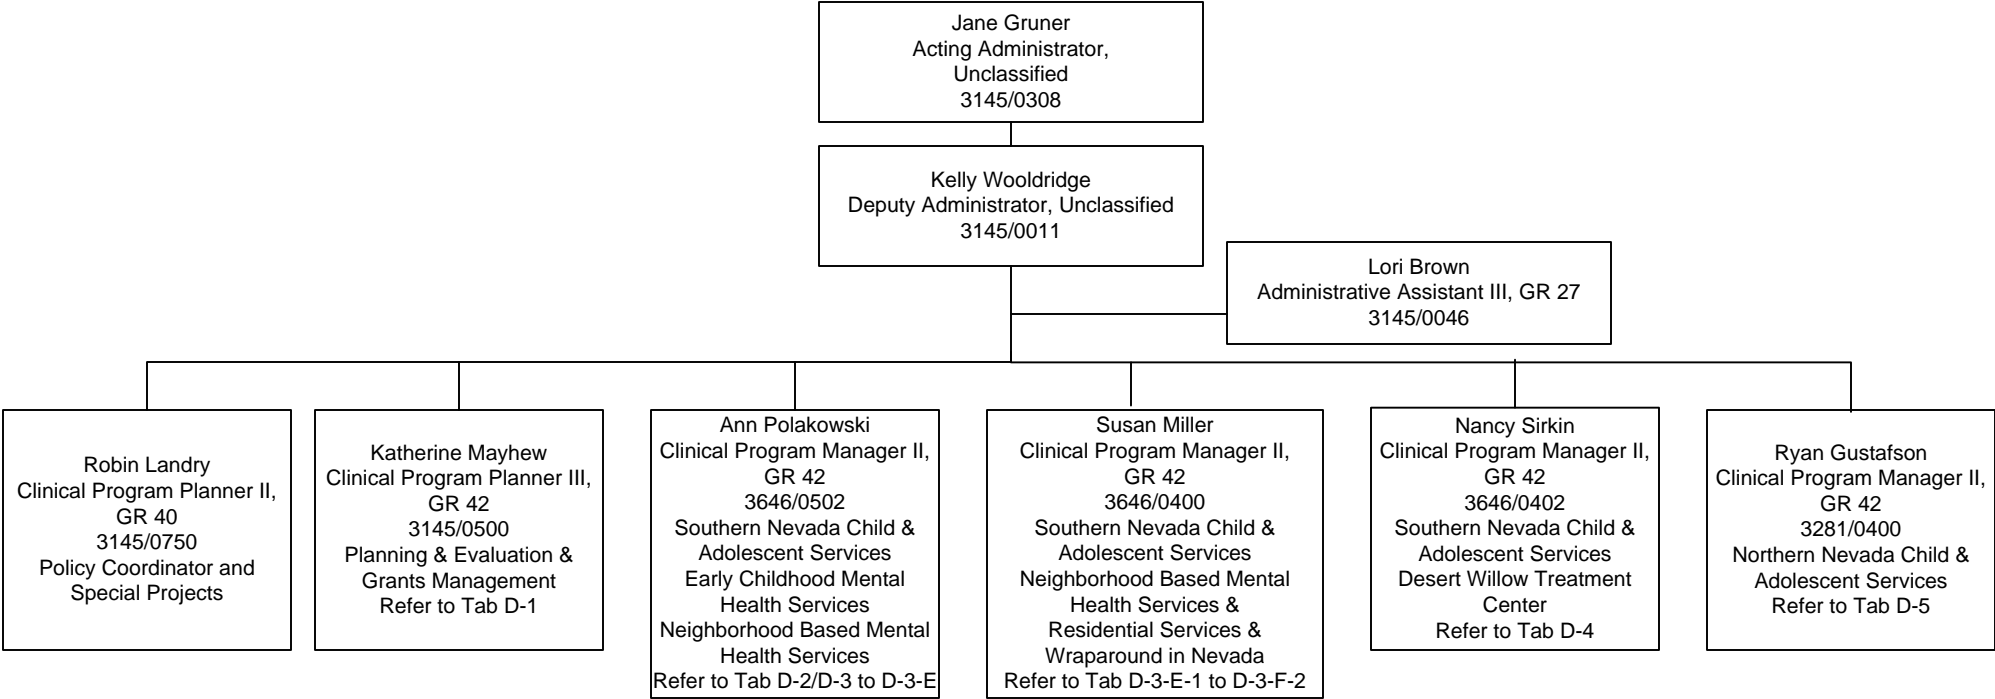 Jane Gruner
Acting Administrator,
Unclassified
3145/0308
Kelly Wooldridge
Deputy Administrator, Unclassified
3145/0011
Lori Brown
Administrative Assistant III, GR 27
3145/0046
Robin Landry
Clinical Program Planner II,
GR 40
3145/0750
Policy Coordinator and
Special Projects
Katherine Mayhew
Clinical Program Planner III,
GR 42
3145/0500
Planning & Evaluation &
Grants Management
Refer to Tab D-1
Ann Polakowski
Clinical Program Manager II,
GR 42
3646/0502
Southern Nevada Child &
Adolescent Services
Early Childhood Mental
Health Services
Neighborhood Based Mental
Health Services
Refer to Tab D-2/D-3 to D-3-E
Susan Miller
Clinical Program Manager II,
GR 42
3646/0400
Southern Nevada Child &
Adolescent Services
Neighborhood Based Mental
Health Services &
Residential Services &
Wraparound in Nevada
Refer to Tab D-3-E-1 to D-3-F-2
Nancy Sirkin
Clinical Program Manager II,
GR 42
3646/0402
Southern Nevada Child &
Adolescent Services
Desert Willow Treatment
Center
Refer to Tab D-4
Ryan Gustafson
Clinical Program Manager II,
GR 42
3281/0400
Northern Nevada Child &
Adolescent Services
Refer to Tab D-5